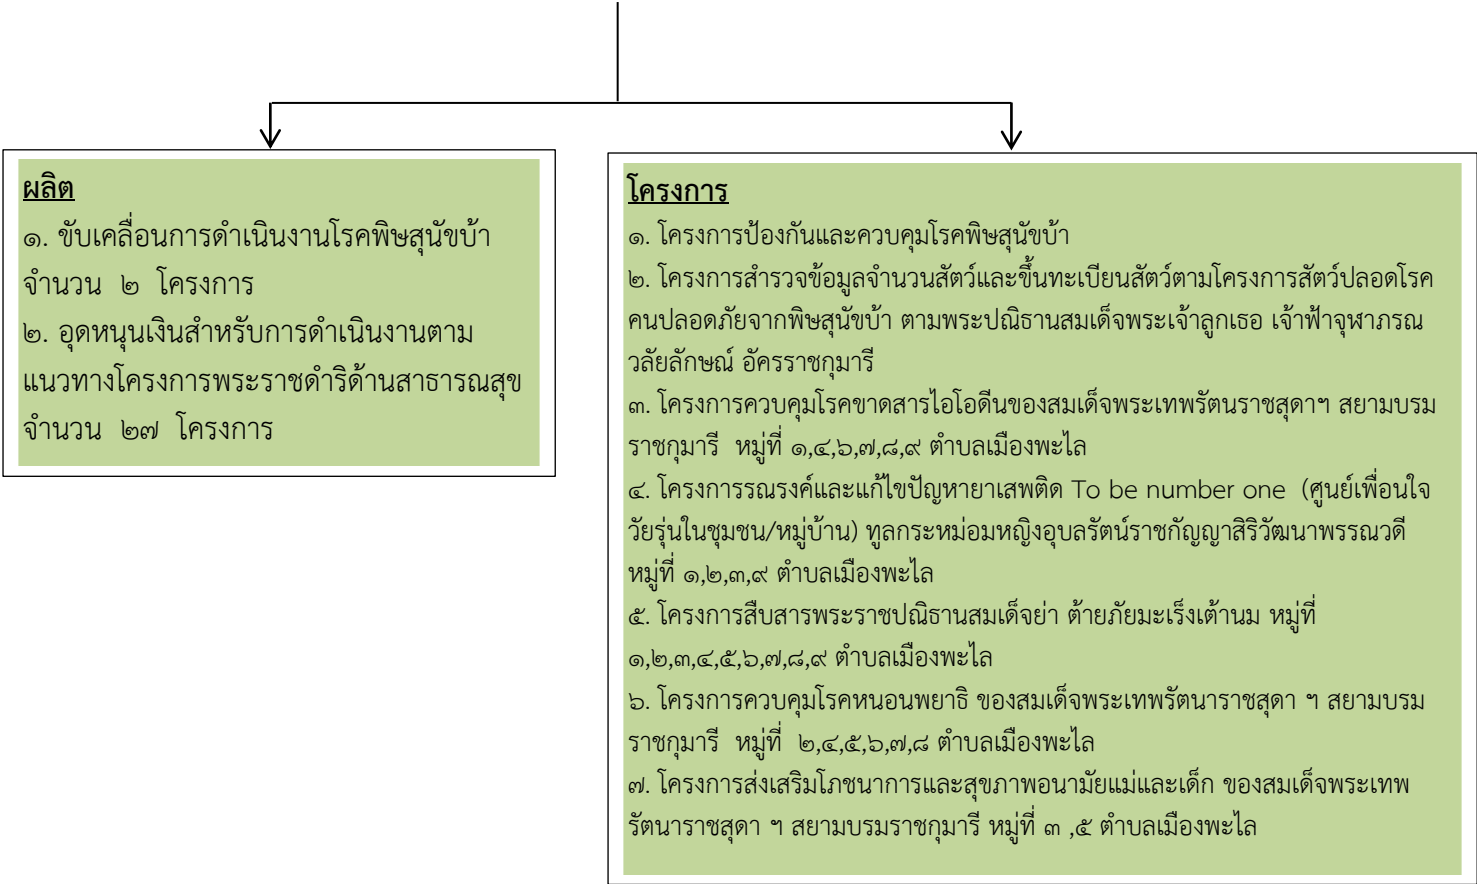 ผลิต
๑. ขับเคลื่อนการดำเนินงานโรคพิษสุนัขบ้า
จำนวน ๒ โครงการ
๒. อุดหนุนเงินสำหรับการดำเนินงานตาม
แนวทางโครงการพระราชดำริด้านสาธารณสุข
จำนวน ๒๗ โครงการ
โครงการ
๑. โครงการป้องกันและควบคุมโรคพิษสุนัขบ้า
๒. โครงการสำรวจข้อมูลจำนวนสัตว์และขึ้นทะเบียนสัตว์ตามโครงการสัตว์ปลอดโรค
คนปลอดภัยจากพิษสุนัขบ้า ตามพระปณิธานสมเด็จพระเจ้าลูกเธอ เจ้าฟ้าจุฬาภรณ
วลัยลักษณ์ อัครราชกุมารี
๓. โครงการควบคุมโรคขาดสารไอโอดีนของสมเด็จพระเทพรัตนราชสุดาฯ สยามบรม
ราชกุมารี หมู่ที่ ๑,๔,๖,๗,๘,๙ ตำบลเมืองพะไล
๔. โครงการรณรงค์และแก้ไขปัญหายาเสพติด To be number one (ศูนย์เพื่อนใจ
วัยรุ่นในชุมชน/หมู่บ้าน) ทูลกระหม่อมหญิงอุบลรัตน์ราชกัญญาสิริวัฒนาพรรณวดี
หมู่ที่ ๑,๒,๓,๙ ตำบลเมืองพะไล
๕. โครงการสืบสารพระราชปณิธานสมเด็จย่า ต้ายภัยมะเร็งเต้านม หมู่ที่
๑,๒,๓,๔,๕,๖,๗,๘,๙ ตำบลเมืองพะไล
๖. โครงการควบคุมโรคหนอนพยาธิ ของสมเด็จพระเทพรัตนาราชสุดา ฯ สยามบรม
ราชกุมารี หมู่ที่ ๒,๔,๕,๖,๗,๘ ตำบลเมืองพะไล
๗. โครงการส่งเสริมโภชนาการและสุขภาพอนามัยแม่และเด็ก ของสมเด็จพระเทพ
รัตนาราชสุดา ฯ สยามบรมราชกุมารี หมู่ที่ ๓ ,๕ ตำบลเมืองพะไล